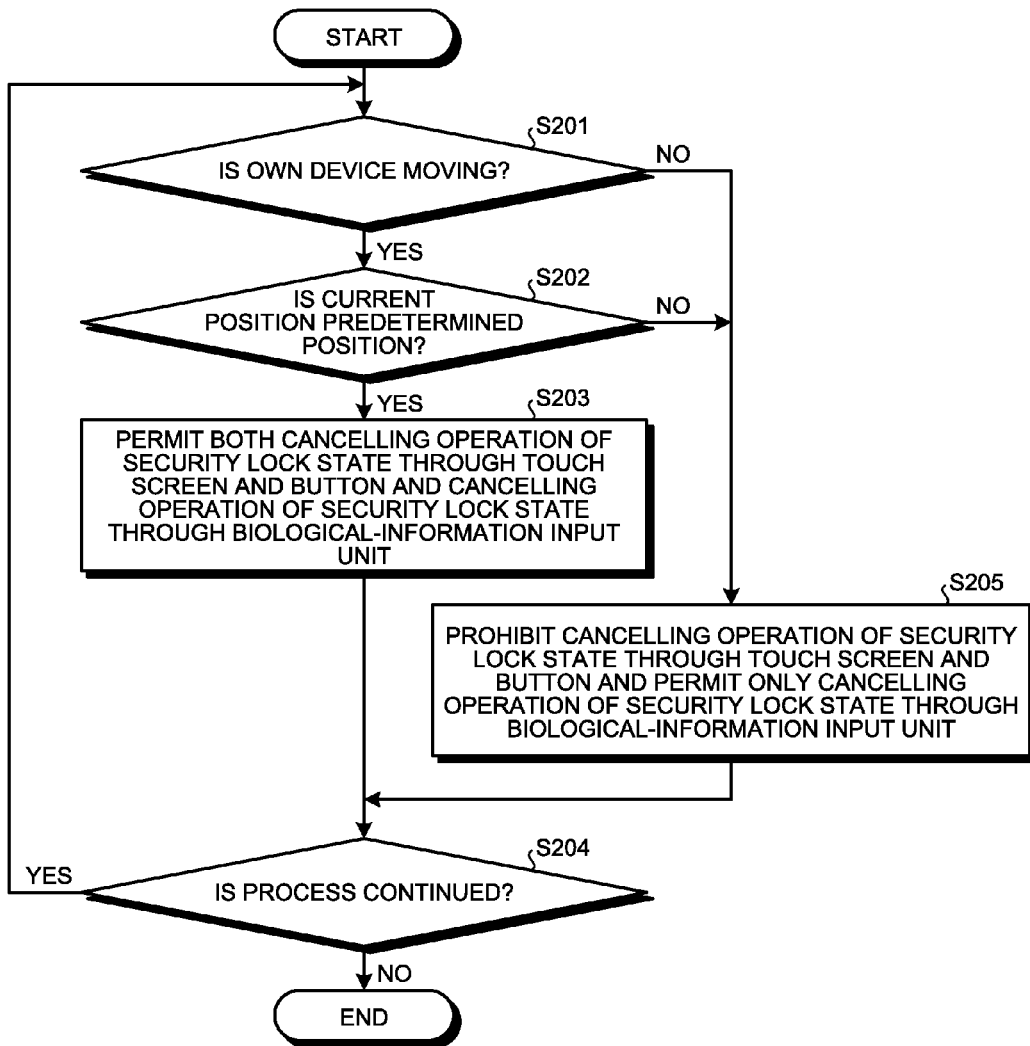 START
S201
IS OWN DEVICE MOVING?
NO
YES
S202
IS CURRENT
POSITION PREDETERMINED
POSITION?
NO
YES
S203
PERMIT BOTH CANCELLING OPERATION OF
SECURITY LOCK STATE THROUGH TOUCH
SCREEN AND BUTTON AND CANCELLING
OPERATION OF SECURITY LOCK STATE
THROUGH BIOLOGICAL-INFORMATION INPUT
UNIT
S205
PROHIBIT CANCELLING OPERATION OF SECURITY
LOCK STATE THROUGH TOUCH SCREEN AND
BUTTON AND PERMIT ONLY CANCELLING
OPERATION OF SECURITY LOCK STATE THROUGH
BIOLOGICAL-INFORMATION INPUT UNIT
S204
YES
IS PROCESS CONTINUED?
NO
END